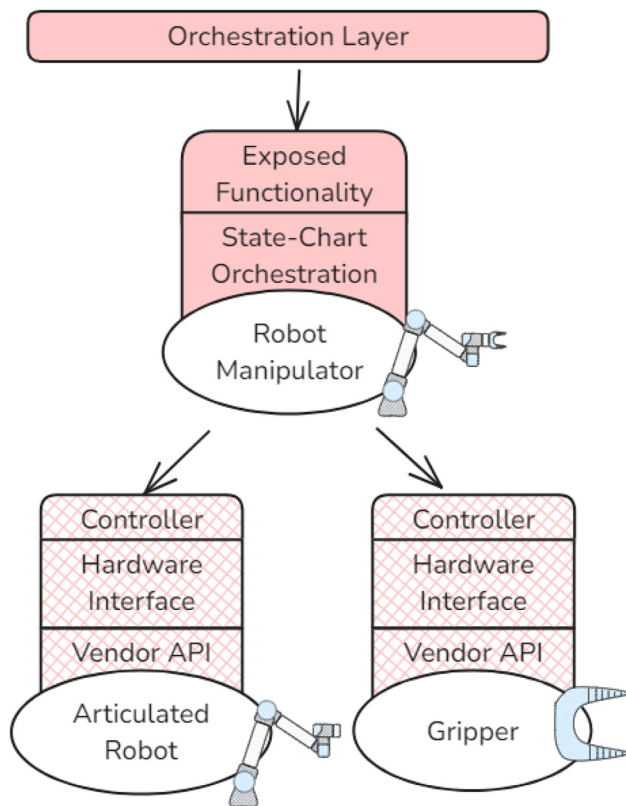 Orchestration Layer
Exposed
Functionality
State-Chart
Orchestration
Robot
Manipulator
Controller
Hardware
Interface
Vendor API
Articulated
Robot
Controller
Hardware
Interface
Vendor API
Gripper